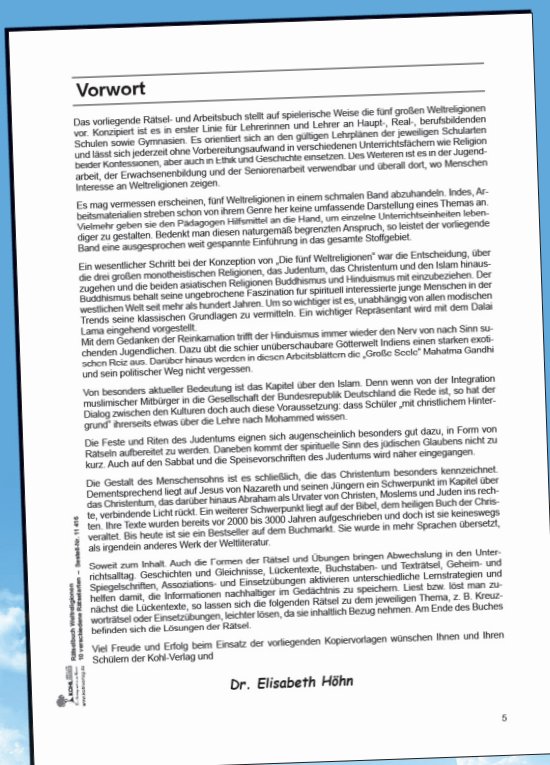 Vorwort
Das vorliegende Rätsel- und Arbeitsbuch stellt auf spielerische Weise die fünf großen Weltreligionen
vor. Konzipiert ist es in erster Linie für Lehrerinnen und Lehrer an Haupt-, Real-, berufsbildenden
Schulen sowie Gymnasien. Es orientiert sich an den gültigen Lehrplänen der jeweiligen Schularten
und lässt sich jederzeit ohne Vorbereitungsaufwand in verschiedenen Unterrichtsfächern wie Religion
beider Konfessionen, aber auch in Ethik und Geschichte einsetzen. Des Weiteren ist es in der Jugend-
arbeit, der Erwachsenenbildung und der Seniorenarbeit verwendbar und überall dort, wo Menschen
Interesse an Weltreligionen zeigen.
Es mag vermessen erscheinen, fünf Weltreligionen in einem schmalen Band abzuhandeln. Indes, Ar-
beitsmaterialien streben schon von ihrem Genre her keine umfassende Darstellung eines Themas an.
Vielmehr geben sie den Pädagogen Hilfsmittel an die Hand, um einzelne Unterrichtseinheiten leben-
diger zu gestalten. Bedenkt man diesen naturgemäß begrenzten Anspruch, so leistet der vorliegende
Band eine ausgesprochen weit gespannte Einführung in das gesamte Stoffgebiet.
Ein wesentlicher Schritt bei der Konzeption von „Die fünf Weltreligionen" war die Entscheidung, über
die drei großen monotheistischen Religionen, das Judentum, das Christentum und den Islam hinaus-
zugehen und die beiden asiatischen Religionen Buddhismus und Hinduismus mit einzubeziehen. Der
Buddhismus behält seine ungebrochene Faszination für spirituell interessierte junge Menschen in der
westlichen Welt seit mehr als hundert Jahren. Um so wichtiger ist es, unabhängig von allen modischen
Trends seine klassischen Grundlagen zu vermitteln. Ein wichtiger Repräsentant wird mit dem Dalai
Lama eingehend vorgestellt.
Mit dem Gedanken der Reinkarnation trifft der Hinduismus immer wieder den Nerv von nach Sinn su-
chenden Jugendlichen. Dazu übt die schier unüberschaubare Götterwelt Indiens einen starken exoti-
schen Reiz aus. Darüber hinaus werden in diesen Arbeitsblättern die „Große Seele" Mahatma Gandhi
und sein politischer Weg nicht vergessen.
Von besonders aktueller Bedeutung ist das Kapitel über den Islam. Denn wenn von der Integration
muslimischer Mitbürger in die Gesellschaft der Bundesrepublik Deutschland die Rede ist, so hat der
Dialog zwischen den Kulturen doch auch diese Voraussetzung: dass Schüler „mit christlichem Hinter-
grund" ihrerseits etwas über die Lehre nach Mohammed wissen.
Die Feste und Riten des Judentums eignen sich augenscheinlich besonders gut dazu, in Form von
Rätseln aufbereitet zu werden. Daneben kommt der spirituelle Sinn des jüdischen Glaubens nicht zu
kurz. Auch auf den Sabbat und die Speisevorschriften des Judentums wird näher eingegangen.
Die Gestalt des Menschensohns ist es schließlich, die das Christentum besonders kennzeichnet.
Dementsprechend liegt auf Jesus von Nazareth und seinen Jüngern ein Schwerpunkt im Kapitel über
das Christentum, das darüber hinaus Abraham als Urvater von Christen, Moslems und Juden ins rech-
te, verbindende Licht rückt. Ein weiterer Schwerpunkt liegt auf der Bibel, dem heiligen Buch der Chris-
ten. Ihre Texte wurden bereits vor 2000 bis 3000 Jahren aufgeschrieben und doch ist sie keineswegs
veraltet. Bis heute ist sie ein Bestseller auf dem Buchmarkt. Sie wurde in mehr Sprachen übersetzt,
als irgendein anderes Werk der Weltliteratur.
Soweit zum Inhalt. Auch die Formen der Rätsel und Übungen bringen Abwechslung in den Unter-
richtsalltag. Geschichten und Gleichnisse, Lückentexte, Buchstaben- und Texträtsel, Geheim- und
Spiegelschriften, Assoziations- und Einsetzübungen aktivieren unterschiedliche Lernstrategien und
helfen damit, die Informationen nachhaltiger im Gedächtnis zu speichern. Liest bzw. löst man zu-
nächst die Lückentexte, so lassen sich die folgenden Rätsel zu dem jeweiligen Thema, z. B. Kreuz-
worträtsel oder Einsetzübungen, leichter lösen, da sie inhaltlich Bezug nehmen. Am Ende des Buches
befinden sich die Lösungen der Rätsel.
Viel Freude und Erfolg beim Einsatz der vorliegenden Kopiervorlagen wünschen Ihnen und Ihren
Schülern der Kohl-Verlag und
Dr. Elisabeth Höhn
Rätselbuch Weltreligionen
10 verschiedene Rätselarten – Bestell-Nr. 11 416
KOHL
5